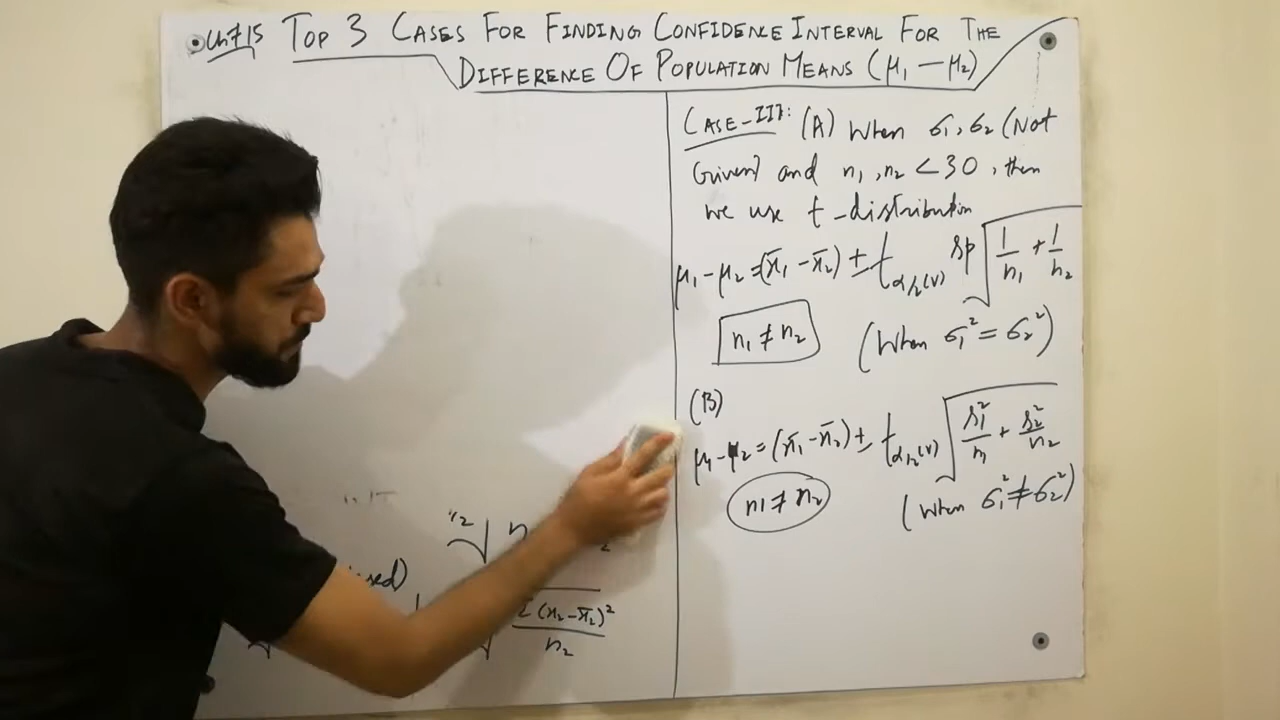 Ch#15 TOP 3 CASES FOR FINDING CONFIDENCE INTERVAL FOR THE
DIFFERENCE OF POPULATION MEANS (μ₁ − μ₂)
CASE-III: (A) When σ₁, σ₂ (Not
Given) and n₁, n₂ < 30, then
we use t-distribution
μ₁ − μ₂ = (x̄₁ − x̄₂) ± t_{α/2(v)} sp √(1/n₁ + 1/n₂)
n₁ ≠ n₂ (When σ₁² = σ₂²)
(B)
μ₁ − μ₂ = (x̄₁ − x̄₂) ± t_{α/2(v)} √(s₁²/n₁ + s₂²/n₂)
n₁ ≠ n₂ (When σ₁² ≠ σ₂²)
Σ(x₂ − x̄₂)²/n₂